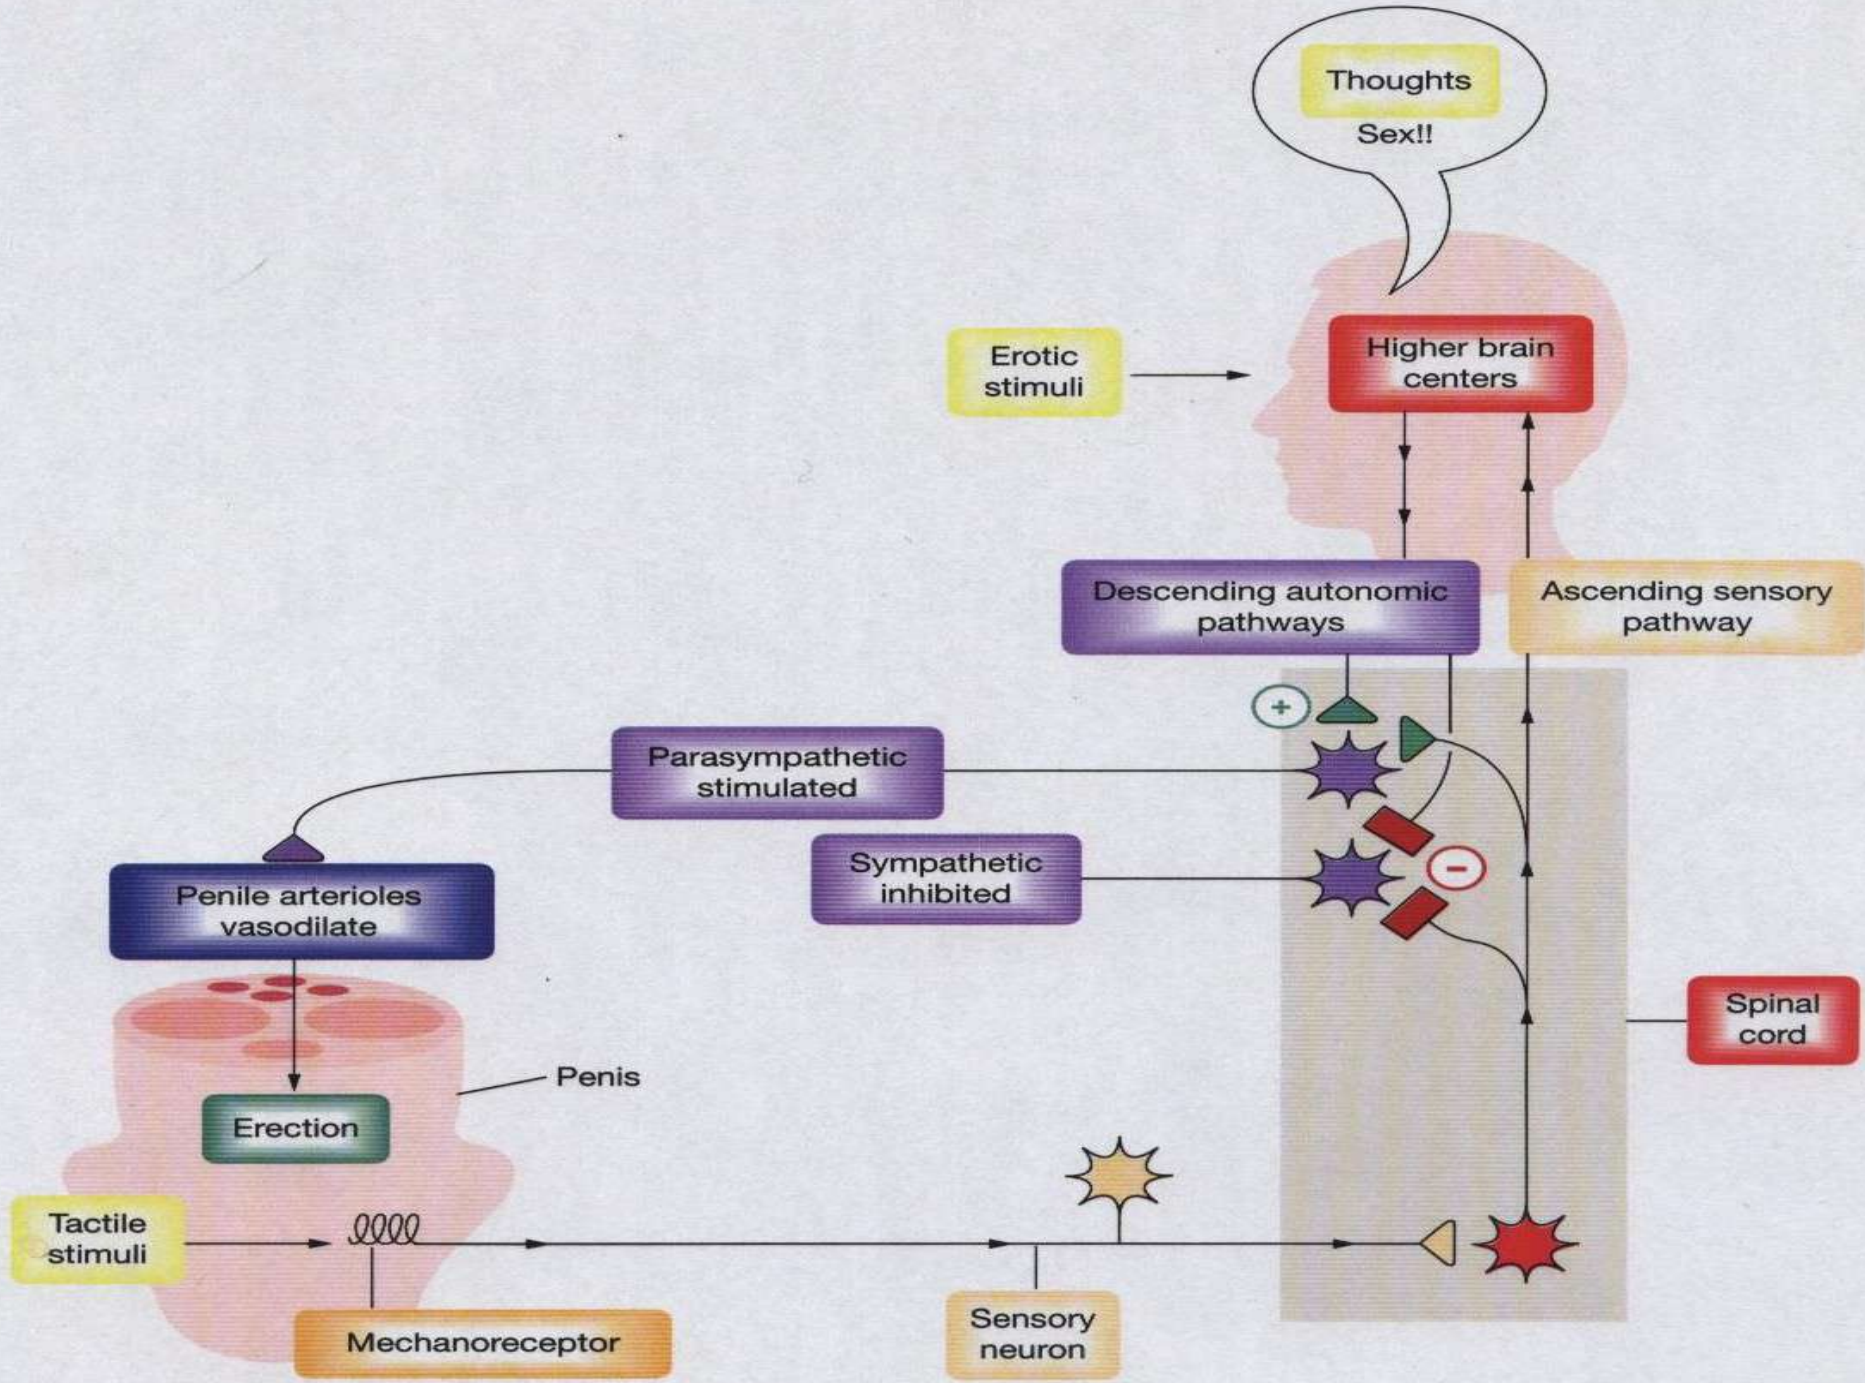 Thoughts
Sex!!
Erotic
stimuli
Higher brain
centers
Descending autonomic
pathways
Ascending sensory
pathway
+
Parasympathetic
stimulated
Sympathetic
inhibited
−
Penile arterioles
vasodilate
Spinal
cord
Penis
Erection
Tactile
stimuli
Mechanoreceptor
Sensory
neuron